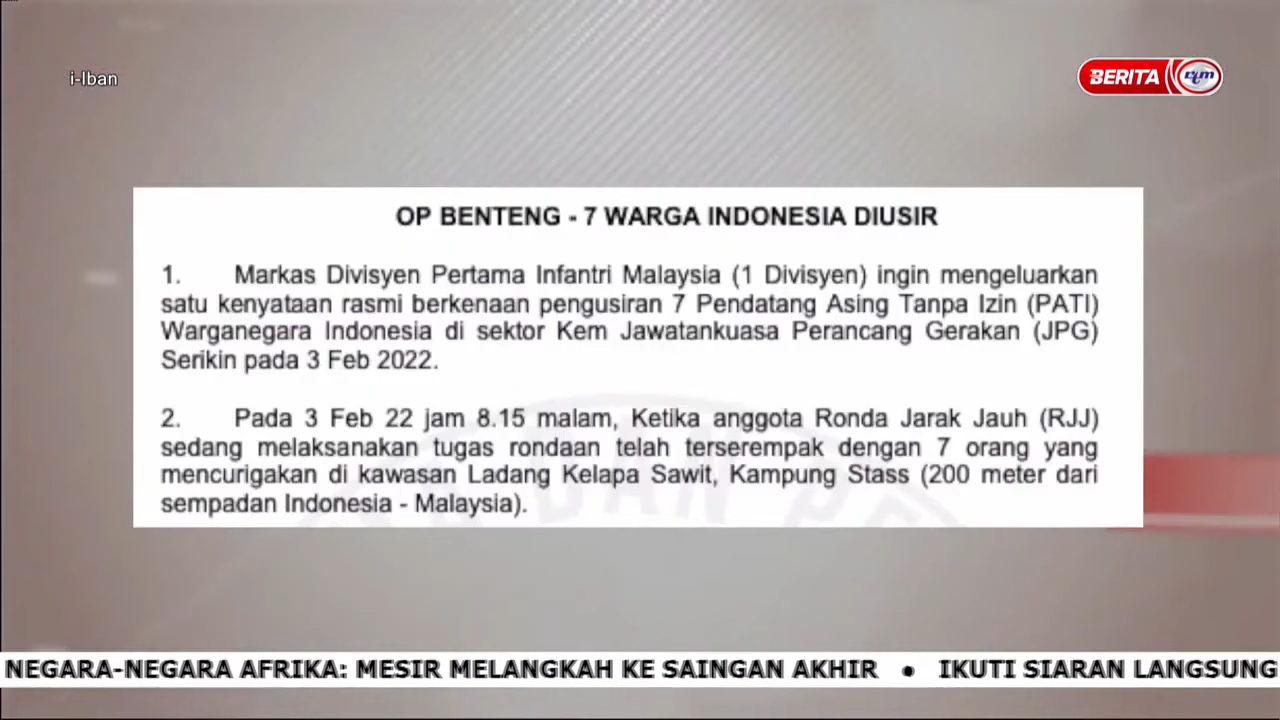 i-Iban
BERITA rtm
OP BENTENG - 7 WARGA INDONESIA DIUSIR
1. Markas Divisyen Pertama Infantri Malaysia (1 Divisyen) ingin mengeluarkan
satu kenyataan rasmi berkenaan pengusiran 7 Pendatang Asing Tanpa Izin (PATI)
Warganegara Indonesia di sektor Kem Jawatankuasa Perancang Gerakan (JPG)
Serikin pada 3 Feb 2022.
2. Pada 3 Feb 22 jam 8.15 malam, Ketika anggota Ronda Jarak Jauh (RJJ)
sedang melaksanakan tugas rondaan telah terserempak dengan 7 orang yang
mencurigakan di kawasan Ladang Kelapa Sawit, Kampung Stass (200 meter dari
sempadan Indonesia - Malaysia).
NEGARA-NEGARA AFRIKA: MESIR MELANGKAH KE SAINGAN AKHIR • IKUTI SIARAN LANGSUNG